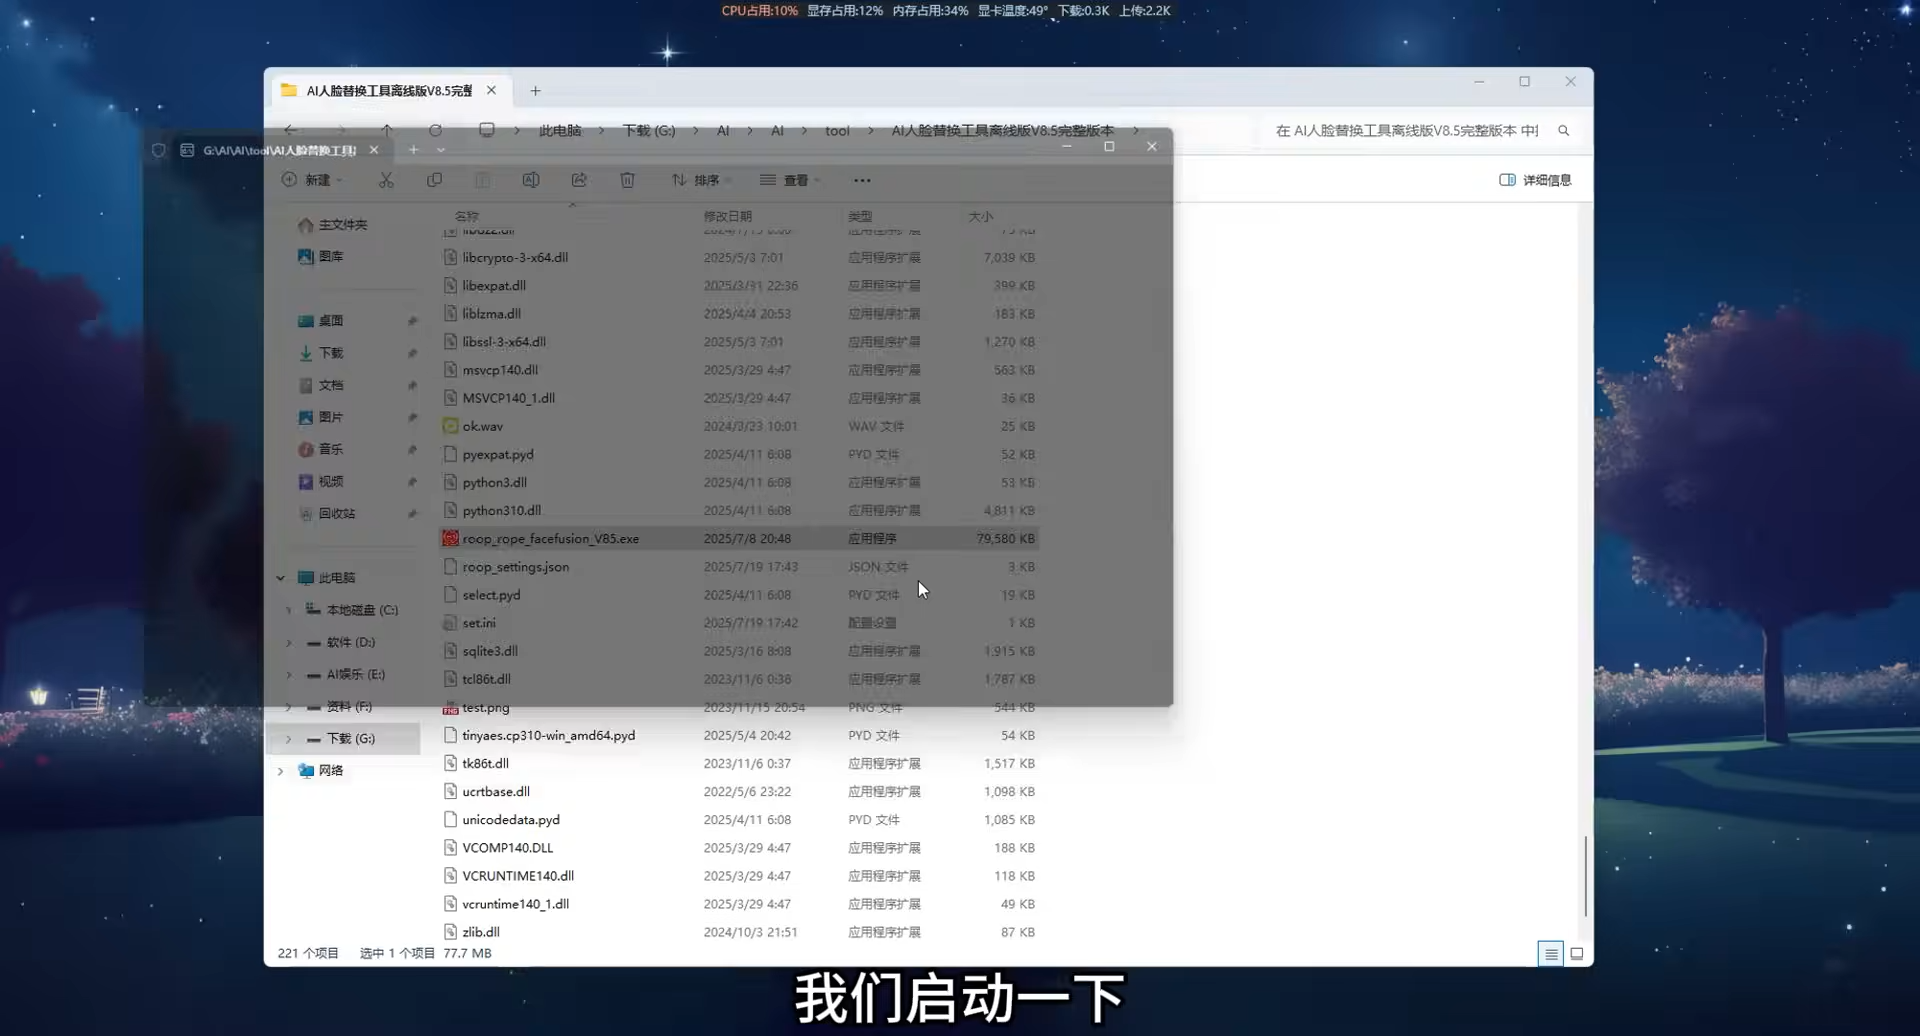 CPU占用:10% 显存占用:12% 内存占用:34% 显卡温度:49° 下载:0.3K 上传:2.2K
AI人脸替换工具离线版V8.5完整
此电脑 下载 (G:) AI AI tool AI人脸替换工具离线版V8.5完整版本
在 AI人脸替换工具离线版V8.5完整版本 中
G:\AI\AI\tool\AI人脸替换工具
新建 排序 查看 详细信息
名称 修改日期 类型 大小
主文件夹
图库
桌面
下载
文档
图片
音乐
视频
回收站
此电脑
本地磁盘 (C:)
软件 (D:)
AI娱乐 (E:)
资料 (F:)
下载 (G:)
网络
libcrypto-3-x64.dll 2025/5/3 7:01 应用程序扩展 7,039 KB
libexpat.dll 2025/3/31 22:36 应用程序扩展 399 KB
liblzma.dll 2025/4/4 20:53 应用程序扩展 183 KB
libssl-3-x64.dll 2025/5/3 7:01 应用程序扩展 1,270 KB
msvcp140.dll 2025/3/29 4:47 应用程序扩展 563 KB
MSVCP140_1.dll 2025/3/29 4:47 应用程序扩展 36 KB
ok.wav 2024/3/23 10:01 WAV 文件 25 KB
pyexpat.pyd 2025/4/11 6:08 PYD 文件 52 KB
python3.dll 2025/4/11 6:08 应用程序扩展 53 KB
python310.dll 2025/4/11 6:08 应用程序扩展 4,811 KB
roop_rope_facefusion_V85.exe 2025/7/8 20:48 应用程序 79,580 KB
roop_settings.json 2025/7/19 17:43 JSON 文件 3 KB
select.pyd 2025/4/11 6:08 PYD 文件 19 KB
set.ini 2025/7/19 17:42 配置设置 1 KB
sqlite3.dll 2025/3/16 8:08 应用程序扩展 1,915 KB
tcl86t.dll 2023/11/6 0:38 应用程序扩展 1,787 KB
test.png 2023/11/15 20:54 PNG 文件 544 KB
tinyaes.cp310-win_amd64.pyd 2025/5/4 20:42 PYD 文件 54 KB
tk86t.dll 2023/11/6 0:37 应用程序扩展 1,517 KB
ucrtbase.dll 2022/5/6 23:22 应用程序扩展 1,098 KB
unicodedata.pyd 2025/4/11 6:08 PYD 文件 1,085 KB
VCOMP140.DLL 2025/3/29 4:47 应用程序扩展 188 KB
VCRUNTIME140.dll 2025/3/29 4:47 应用程序扩展 118 KB
vcruntime140_1.dll 2025/3/29 4:47 应用程序扩展 49 KB
zlib.dll 2024/10/3 21:51 应用程序扩展 87 KB
221 个项目 选中 1 个项目 77.7 MB
我们启动一下